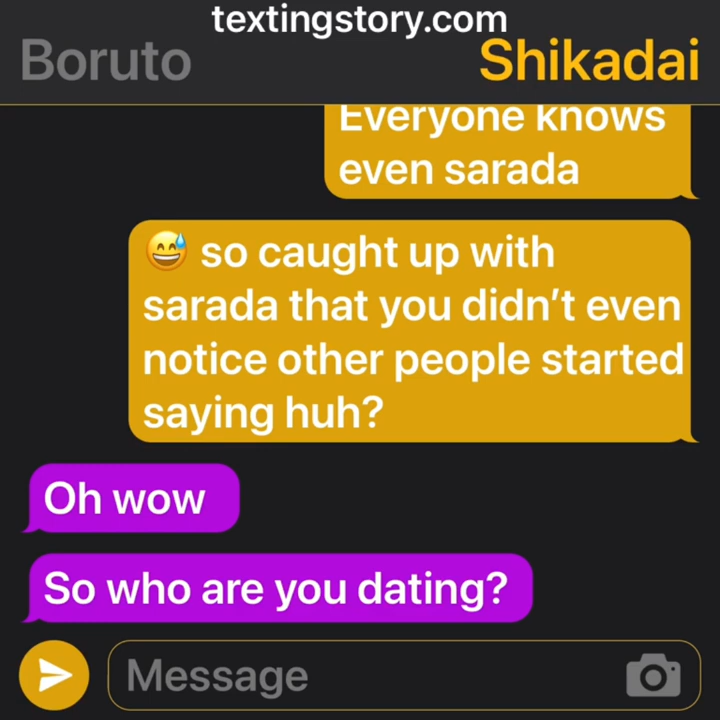 textingstory.com
Boruto
Shikadai
Everyone knows
even sarada
😅 so caught up with
sarada that you didn’t even
notice other people started
saying huh?
Oh wow
So who are you dating?
Message